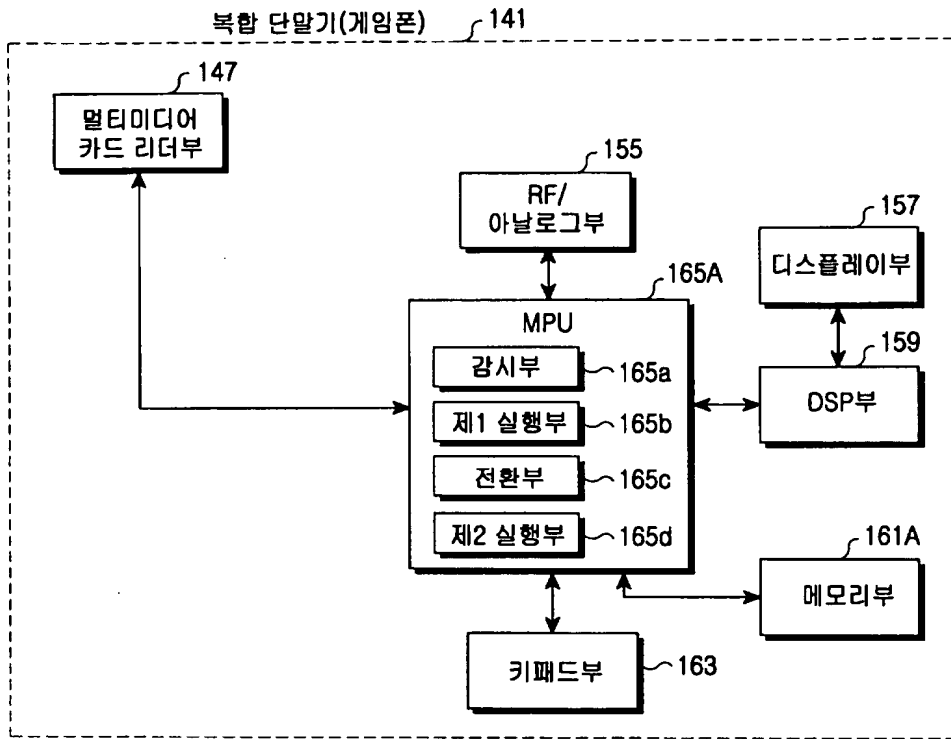 복합 단말기(게임폰)
141
147
멀티미디어
카드 리더부
155
RF/
아날로그부
157
디스플레이부
165A
MPU
감시부
165a
제1 실행부
165b
전환부
165c
제2 실행부
165d
159
DSP부
161A
메모리부
키패드부
163